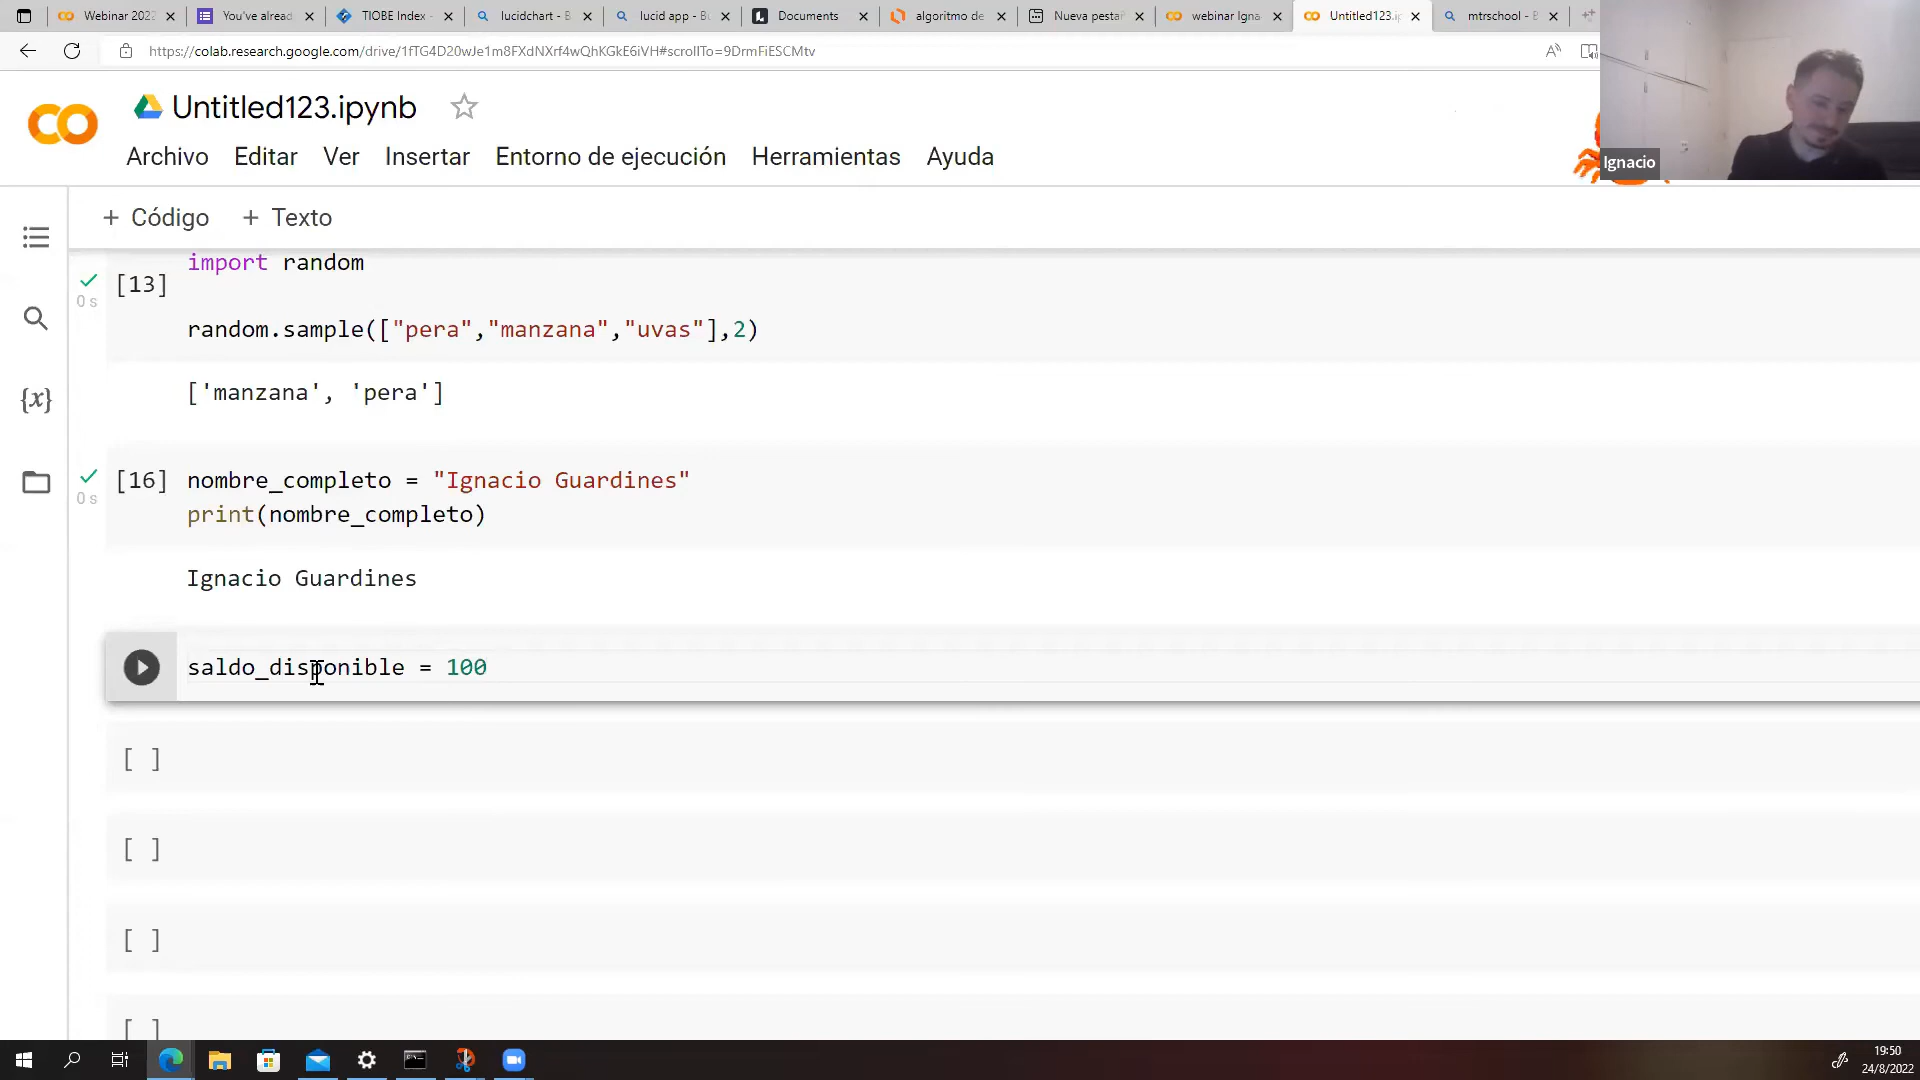 Webinar 2022
You've alread
TIOBE Index -
lucidchart - B
lucid app - Bu
Documents
algoritmo de
Nueva pestañ
webinar Igna
Untitled123.ip
mtrschool - B
https://colab.research.google.com/drive/1fTG4D20wJe1m8FXdNXrf4wQhKGkE6iVH#scrollTo=9DrmFiESCMtv
Untitled123.ipynb
Archivo Editar Ver Insertar Entorno de ejecución Herramientas Ayuda
Ignacio
+ Código + Texto
import random
[13]
0 s
random.sample(["pera","manzana","uvas"],2)
['manzana', 'pera']
[16] nombre_completo = "Ignacio Guardines"
0 s
print(nombre_completo)
Ignacio Guardines
saldo_disponible = 100
[ ]
[ ]
[ ]
[ ]
19:50
24/8/2022